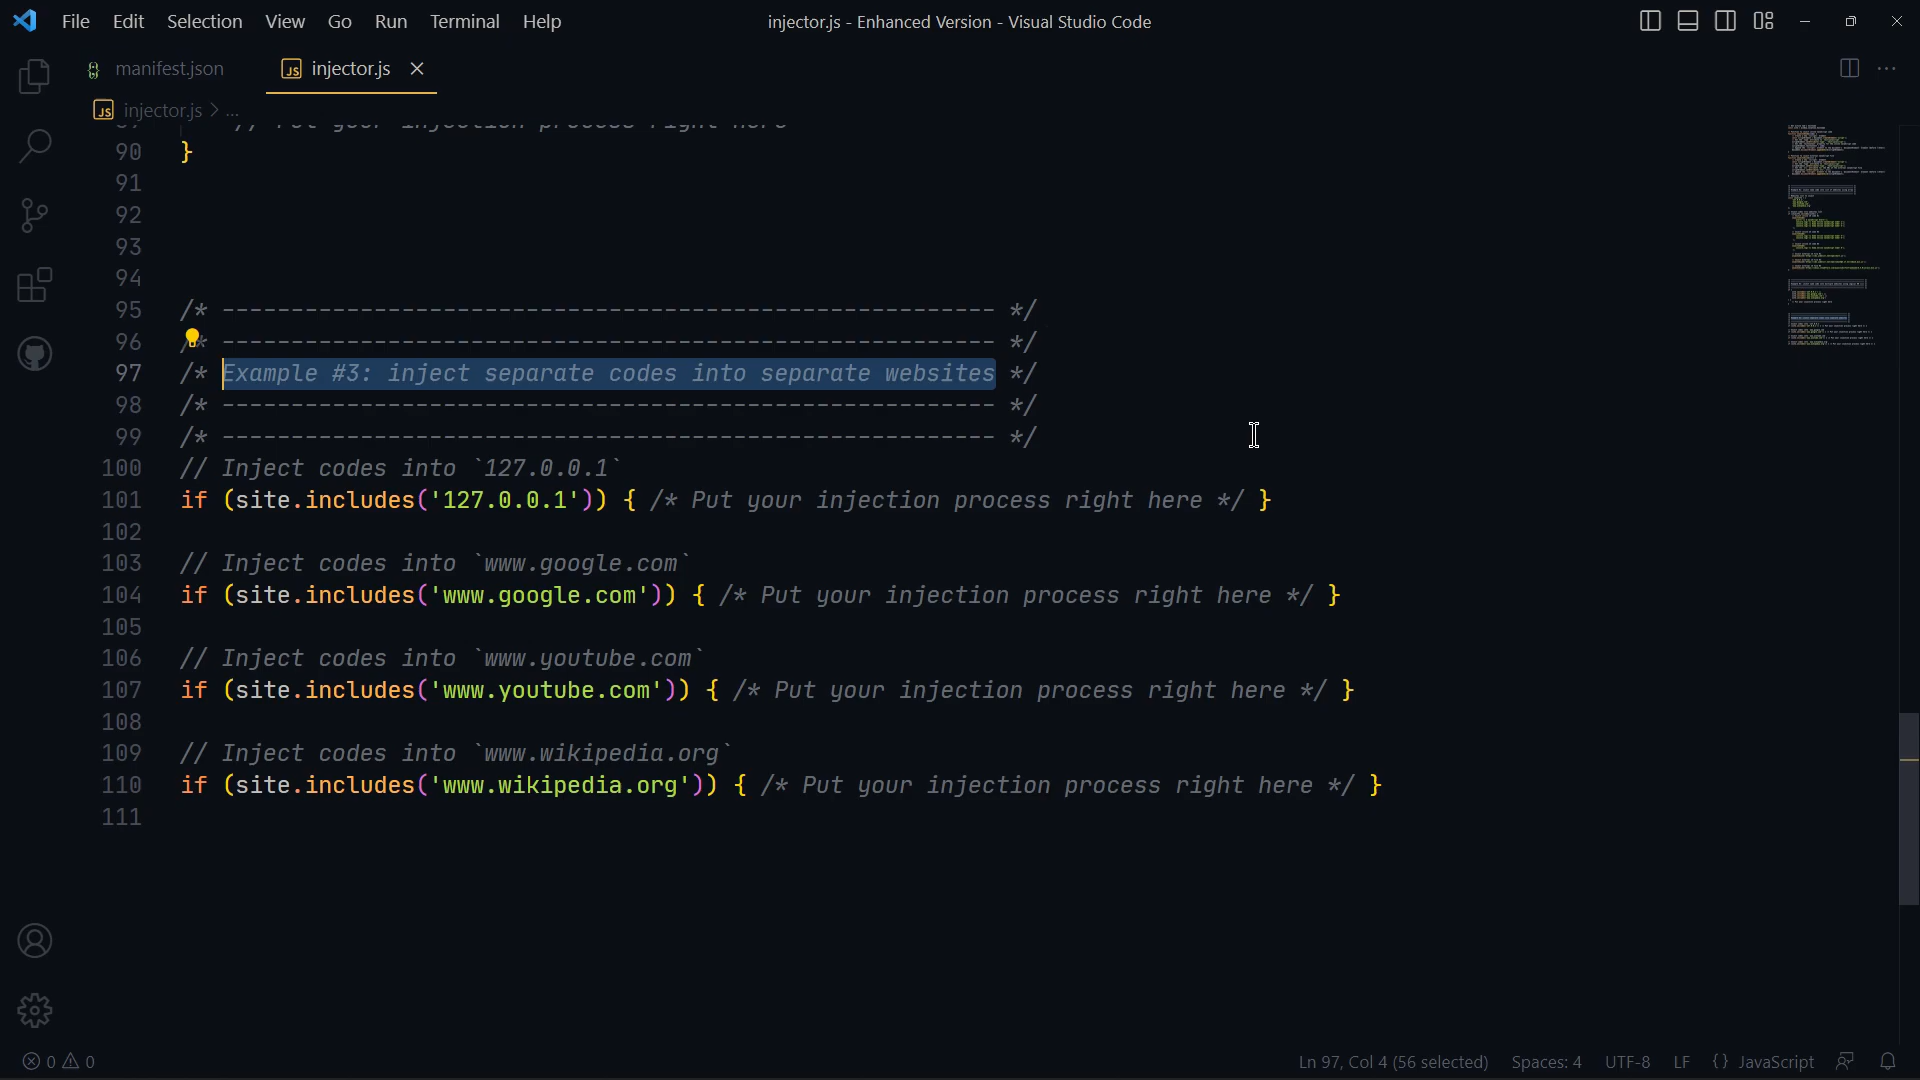 File Edit Selection View Go Run Terminal Help
injector.js - Enhanced Version - Visual Studio Code
manifest.json
JS injector.js
JS injector.js > ...
// Put your injection process right here
90 }
91
92
93
94
95 /* -------------------------------------------------------- */
96 /* -------------------------------------------------------- */
97 /* Example #3: inject separate codes into separate websites */
98 /* -------------------------------------------------------- */
99 /* -------------------------------------------------------- */
100 // Inject codes into `127.0.0.1`
101 if (site.includes('127.0.0.1')) { /* Put your injection process right here */ }
102
103 // Inject codes into `www.google.com`
104 if (site.includes('www.google.com')) { /* Put your injection process right here */ }
105
106 // Inject codes into `www.youtube.com`
107 if (site.includes('www.youtube.com')) { /* Put your injection process right here */ }
108
109 // Inject codes into `www.wikipedia.org`
110 if (site.includes('www.wikipedia.org')) { /* Put your injection process right here */ }
111
0 0
Ln 97, Col 4 (56 selected) Spaces: 4 UTF-8 LF {} JavaScript